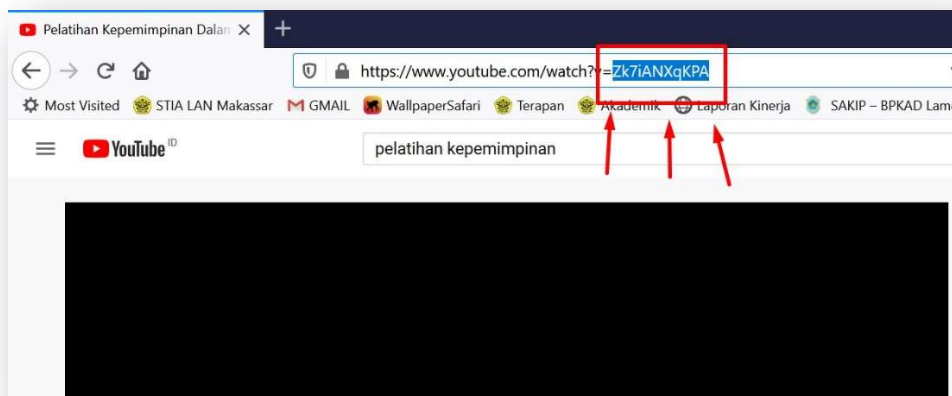 Pelatihan Kepemimpinan Dalan
https://www.youtube.com/watch?v=Zk7iANXqKPA
Most Visited STIA LAN Makassar GMAIL WallpaperSafari Terapan Akademik Laporan Kinerja SAKIP – BPKAD Lam
YouTube ID
pelatihan kepemimpinan